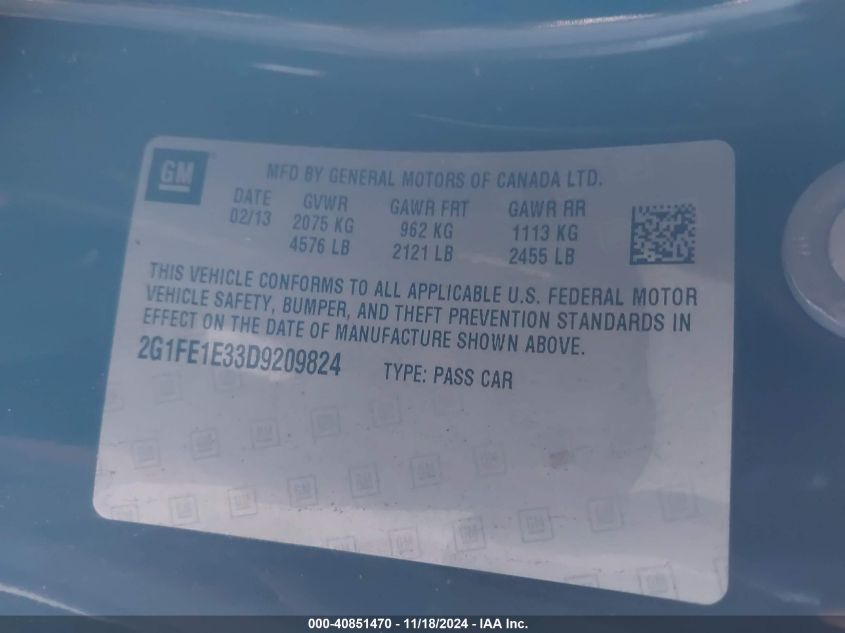 GM
MFD BY GENERAL MOTORS OF CANADA LTD.
DATE GVWR GAWR FRT GAWR RR
02/13 2075 KG 962 KG 1113 KG
4576 LB 2121 LB 2455 LB
THIS VEHICLE CONFORMS TO ALL APPLICABLE U.S. FEDERAL MOTOR
VEHICLE SAFETY, BUMPER, AND THEFT PREVENTION STANDARDS IN
EFFECT ON THE DATE OF MANUFACTURE SHOWN ABOVE.
2G1FE1E33D9209824 TYPE: PASS CAR
000-40851470 - 11/18/2024 - IAA Inc.